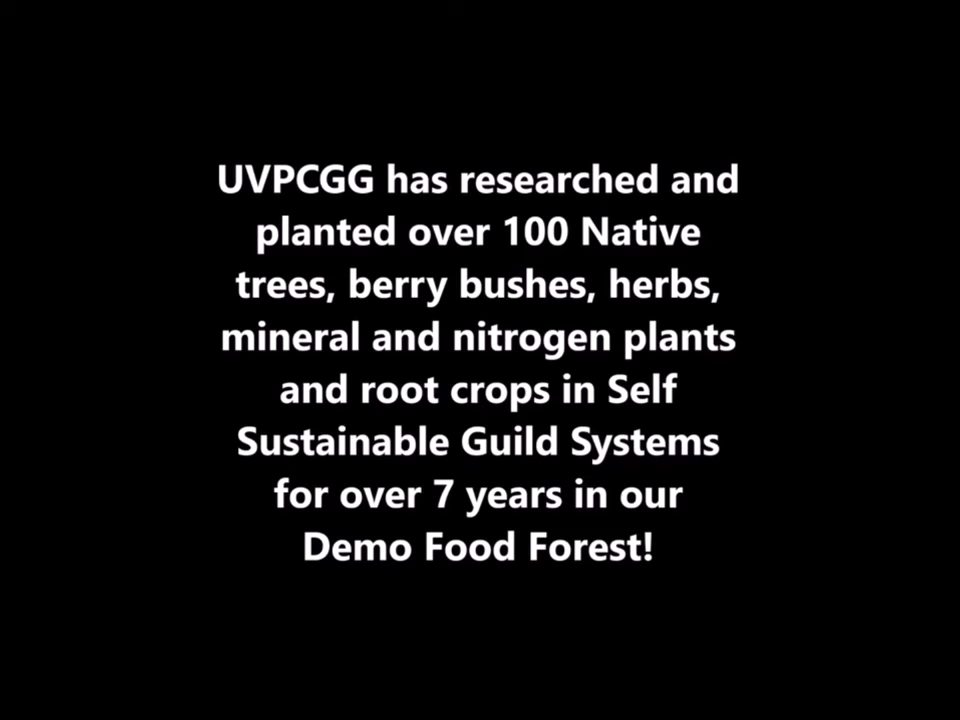 UVPCGG has researched and
planted over 100 Native
trees, berry bushes, herbs,
mineral and nitrogen plants
and root crops in Self
Sustainable Guild Systems
for over 7 years in our
Demo Food Forest!